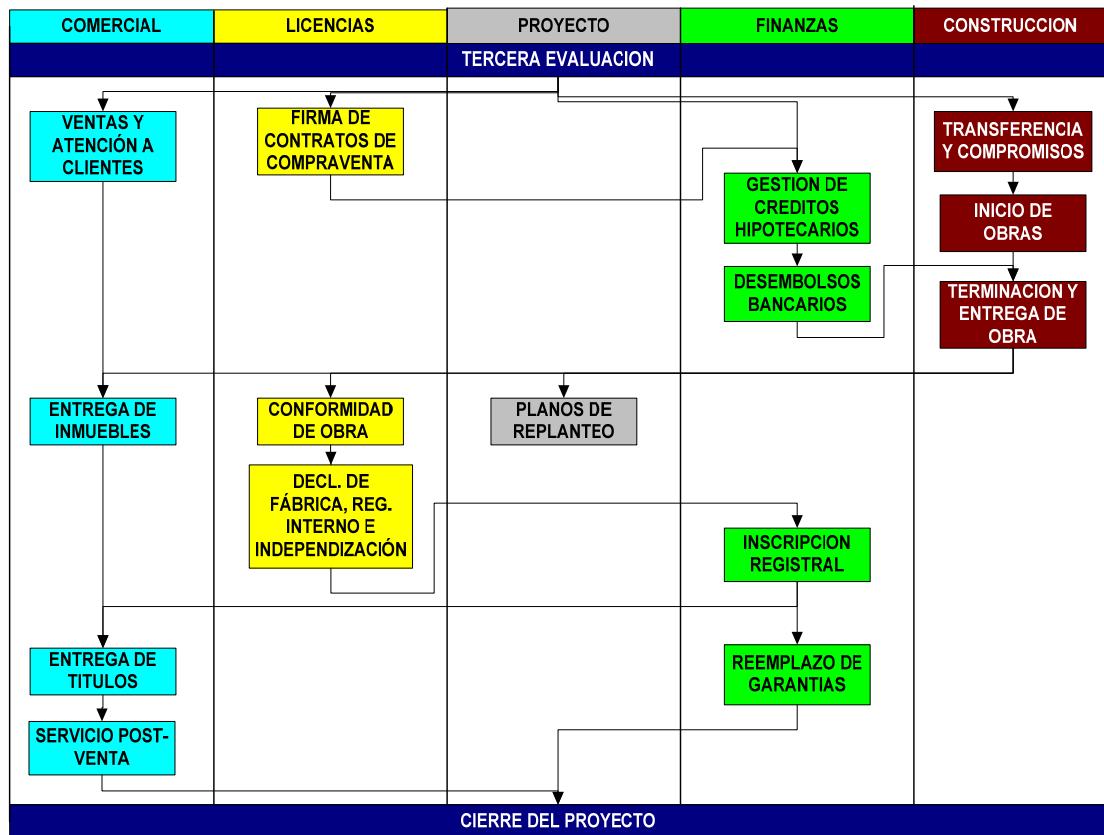 COMERCIAL
LICENCIAS
PROYECTO
FINANZAS
CONSTRUCCION
TERCERA EVALUACION
VENTAS Y
ATENCIÓN A
CLIENTES
FIRMA DE
CONTRATOS DE
COMPRAVENTA
TRANSFERENCIA
Y COMPROMISOS
GESTION DE
CREDITOS
HIPOTECARIOS
INICIO DE
OBRAS
DESEMBOLSOS
BANCARIOS
TERMINACION Y
ENTREGA DE
OBRA
ENTREGA DE
INMUEBLES
CONFORMIDAD
DE OBRA
PLANOS DE
REPLANTEO
DECL. DE
FÁBRICA, REG.
INTERNO E
INDEPENDIZACIÓN
INSCRIPCION
REGISTRAL
ENTREGA DE
TITULOS
REEMPLAZO DE
GARANTIAS
SERVICIO POST-
VENTA
CIERRE DEL PROYECTO